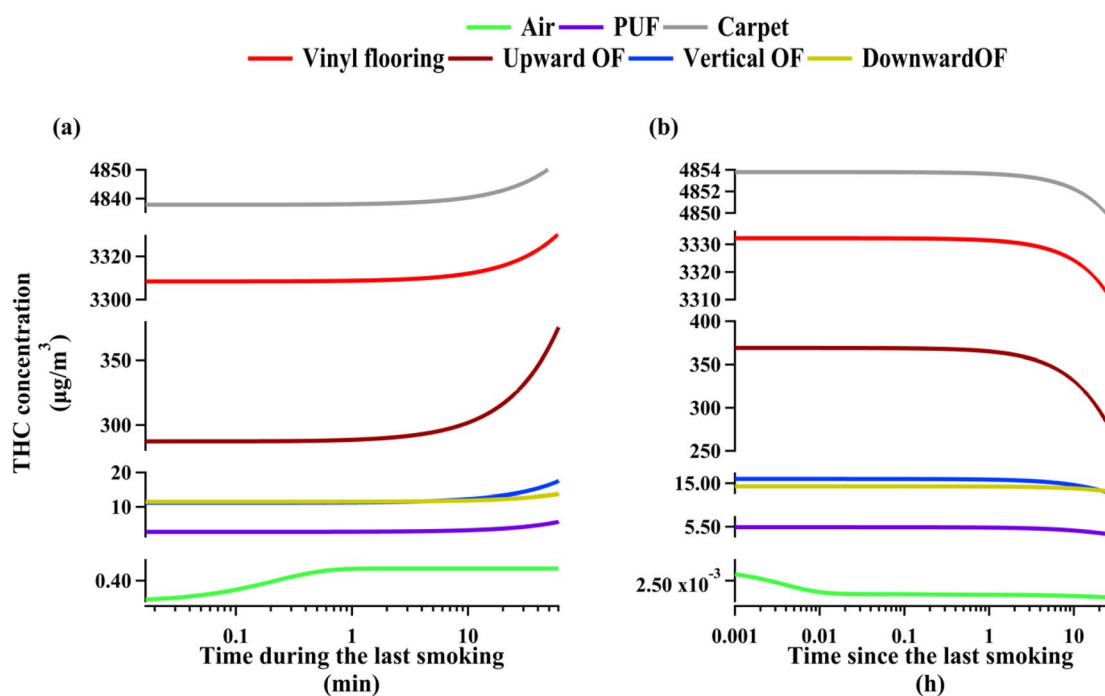 Air PUF Carpet
Vinyl flooring Upward OF Vertical OF DownwardOF
(a)
(b)
THC concentration
(µg/m³)
4850
4840
3320
3300
350
300
20
10
0.40
0.1 1 10
Time during the last smoking
(min)
4854
4852
4850
3330
3320
3310
400
350
300
250
15.00
5.50
2.50 x10⁻³
0.001 0.01 0.1 1 10
Time since the last smoking
(h)